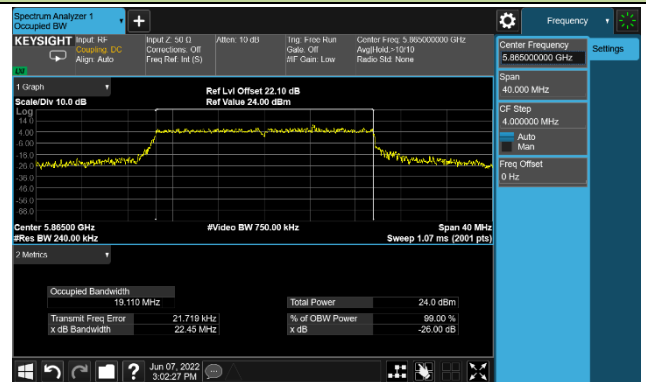 Spectrum Analyzer 1
Occupied BW
Frequency
KEYSIGHT
Input: RF
Coupling: DC
Align: Auto
Input Z: 50 Ω
Corrections: Off
Freq Ref: Int (S)
Atten: 10 dB
Trig: Free Run
Gate: Off
#IF Gain: Low
Center Freq: 5.865000000 GHz
Avg|Hold:>10/10
Radio Std: None
Center Frequency
5.865000000 GHz
Settings
Span
40.000 MHz
CF Step
4.000000 MHz
Auto
Man
Freq Offset
0 Hz
1 Graph
Scale/Div 10.0 dB
Ref Lvl Offset 22.10 dB
Ref Value 24.00 dBm
Log
14.0
4.00
-6.00
-16.0
-26.0
-36.0
-46.0
-56.0
-66.0
Center 5.86500 GHz
#Video BW 750.00 kHz
Span 40 MHz
#Res BW 240.00 kHz
Sweep 1.07 ms (2001 pts)
2 Metrics
Occupied Bandwidth
19.110 MHz
Total Power
24.0 dBm
Transmit Freq Error
21.719 kHz
% of OBW Power
99.00 %
x dB Bandwidth
22.45 MHz
x dB
-26.00 dB
Jun 07, 2022
3:02:27 PM